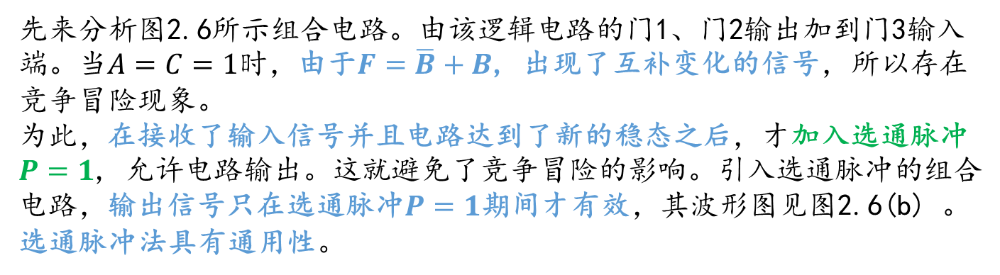 先来分析图2.6所示组合电路。由该逻辑电路的门1、门2输出加到门3输入
端。当A = C = 1时，由于F = B̅ + B，出现了互补变化的信号，所以存在
竞争冒险现象。
为此，在接收了输入信号并且电路达到了新的稳态之后，才加入选通脉冲
P = 1，允许电路输出。这就避免了竞争冒险的影响。引入选通脉冲的组合
电路，输出信号只在选通脉冲P = 1期间才有效，其波形图见图2.6(b) 。
选通脉冲法具有通用性。